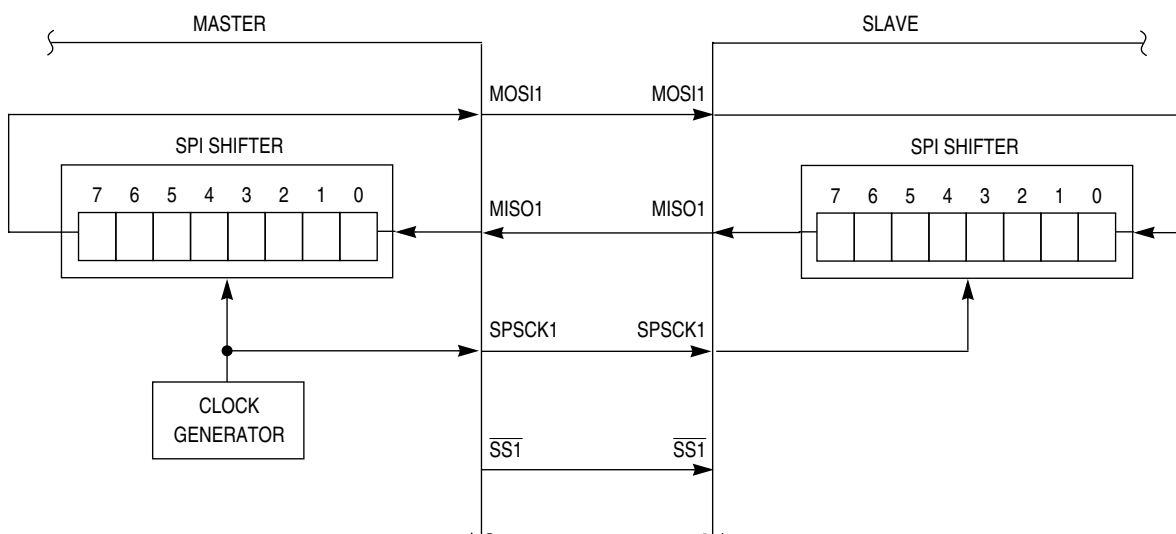 MASTER SLAVE
MOSI1 MOSI1
SPI SHIFTER SPI SHIFTER
7 6 5 4 3 2 1 0 7 6 5 4 3 2 1 0
MISO1 MISO1
SPSCK1 SPSCK1
CLOCK
GENERATOR
SS1 SS1